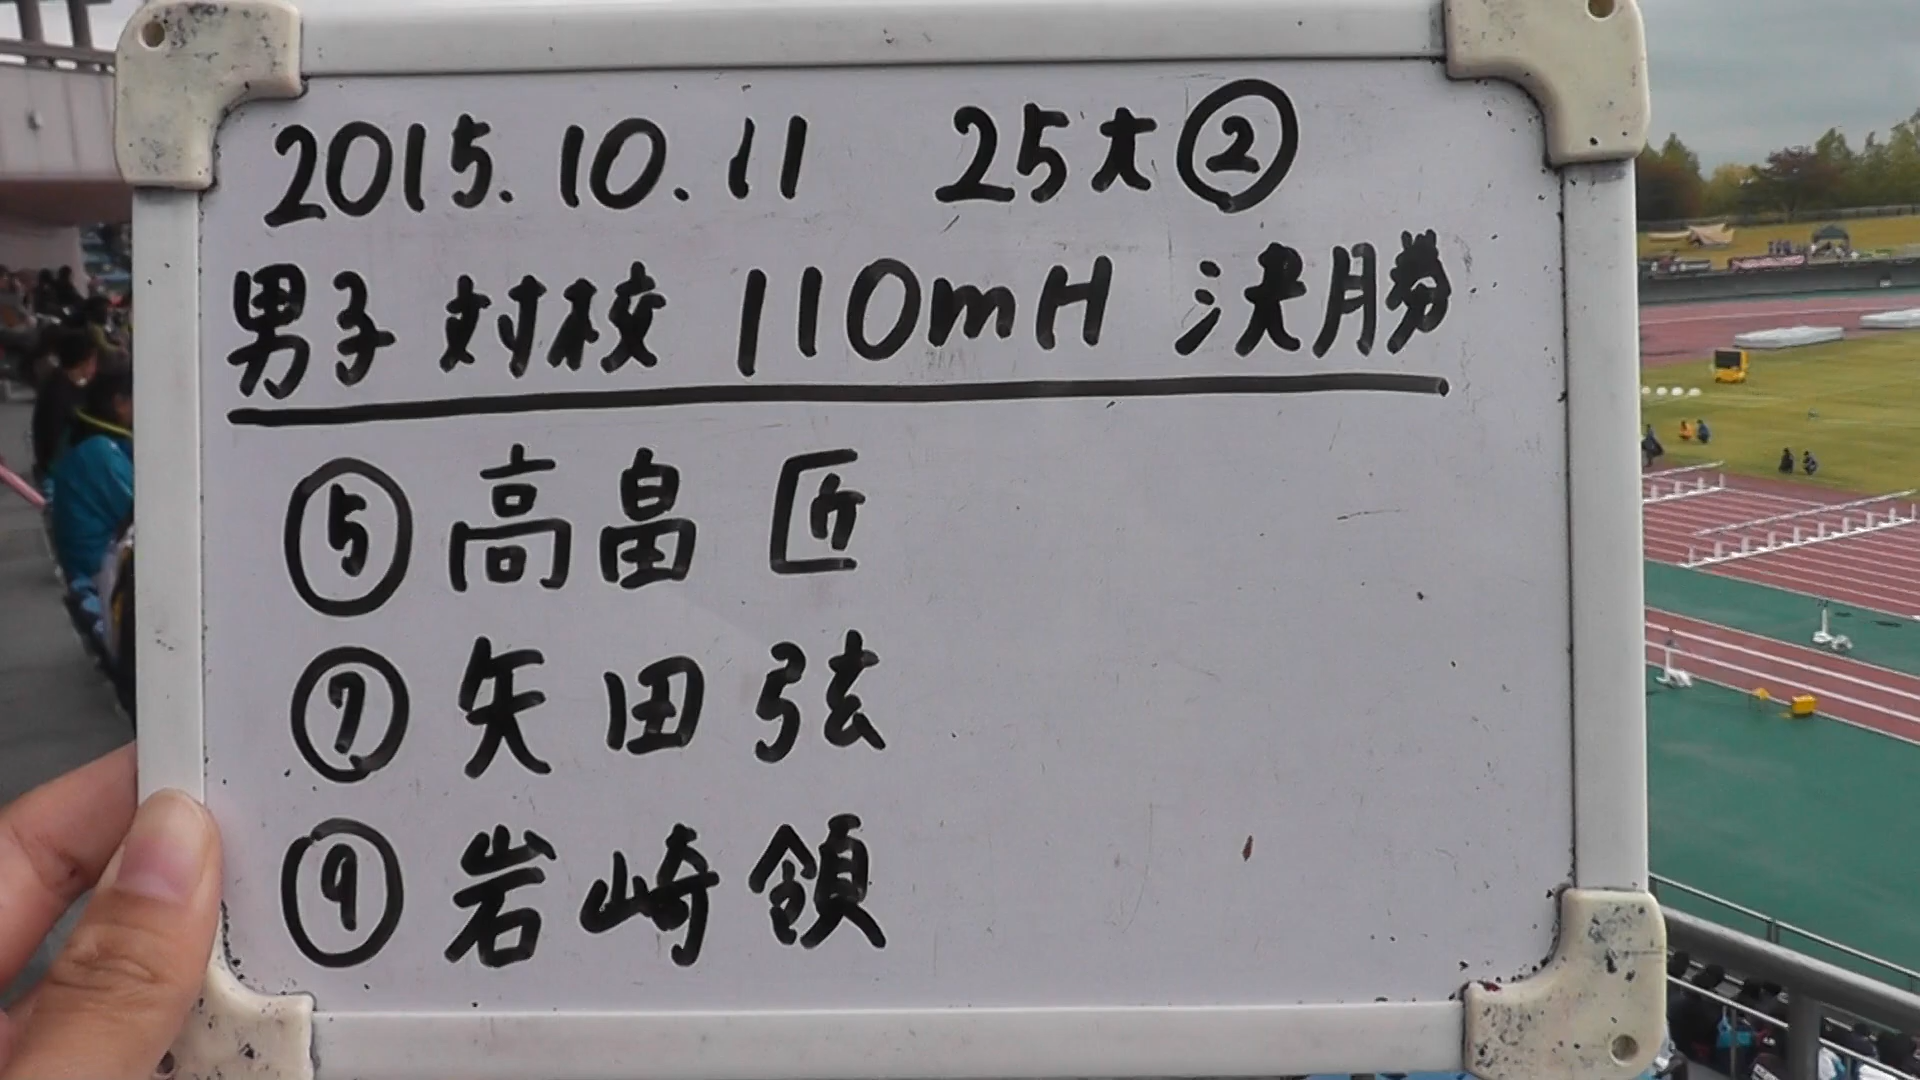 2015.10.11 25大②
男子 対校 110mH 決勝
⑤ 高畠 匠
⑦ 矢田 弦
⑨ 岩崎 領